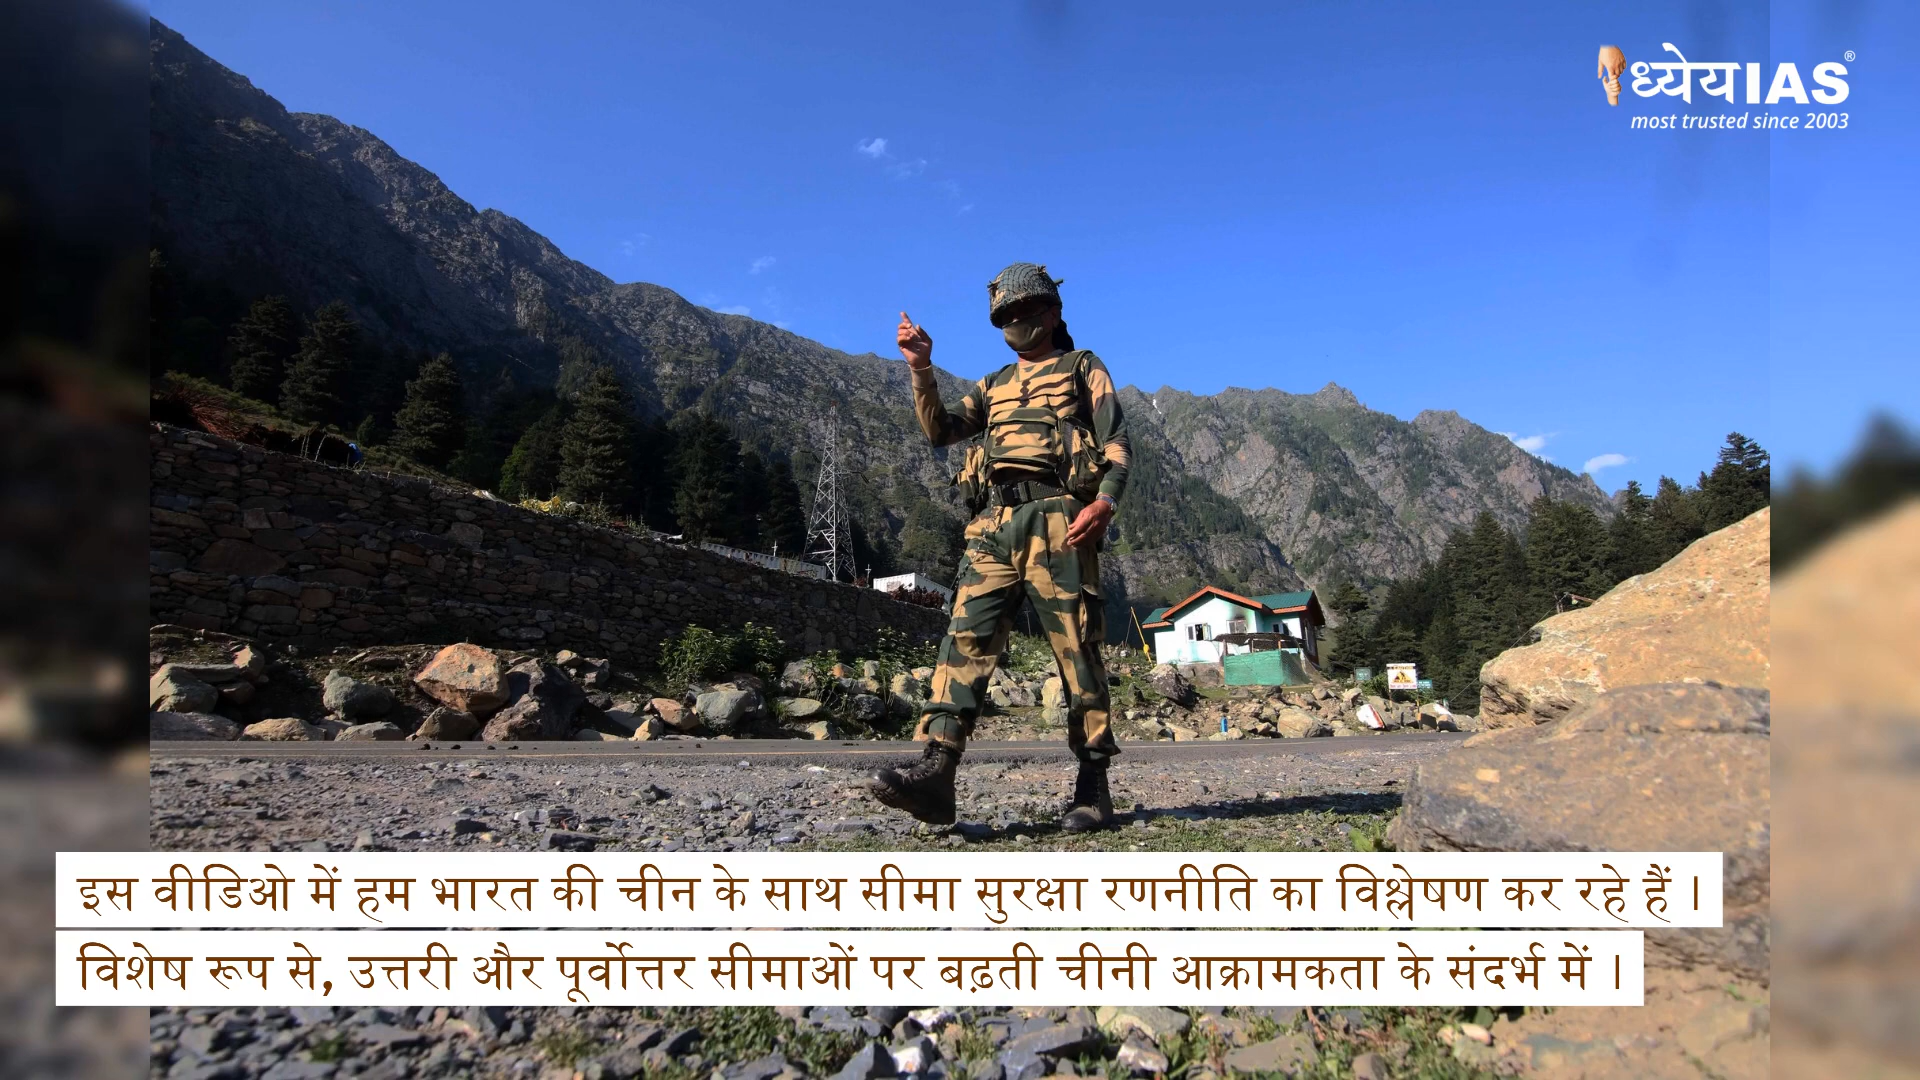 ध्येयIAS®
most trusted since 2003
इस वीडिओ में हम भारत की चीन के साथ सीमा सुरक्षा रणनीति का विश्लेषण कर रहे हैं ।
विशेष रूप से, उत्तरी और पूर्वोत्तर सीमाओं पर बढ़ती चीनी आक्रामकता के संदर्भ में ।